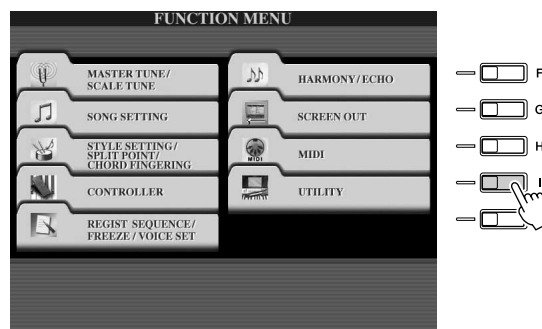 FUNCTION MENU
MASTER TUNE/
SCALE TUNE
SONG SETTING
STYLE SETTING/
SPLIT POINT/
CHORD FINGERING
CONTROLLER
REGIST SEQUENCE/
FREEZE / VOICE SET
HARMONY/ECHO
SCREEN OUT
MIDI
MIDI
UTILITY
F
G
H
I